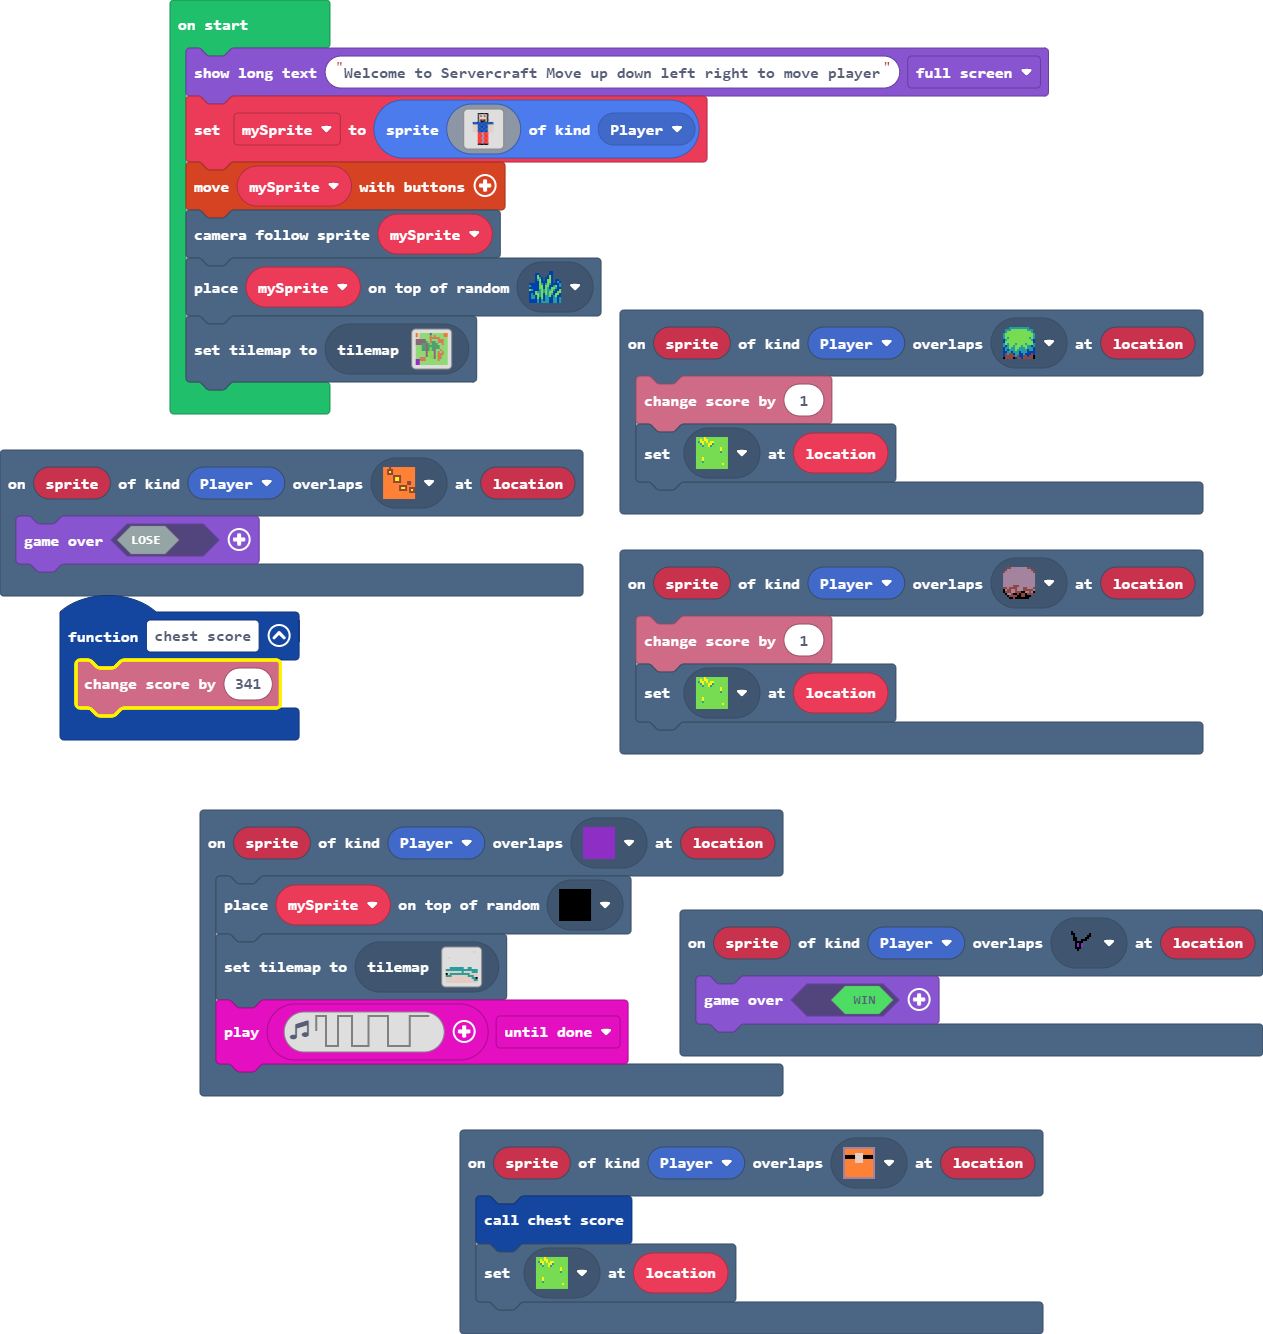 on start
show long text "Welcome to Servercraft Move up down left right to move player" full screen
set mySprite to sprite of kind Player
move mySprite with buttons
camera follow sprite mySprite
place mySprite on top of random
set tilemap to tilemap
on sprite of kind Player overlaps at location
change score by 1
set at location
on sprite of kind Player overlaps at location
game over LOSE
function chest score
change score by 341
on sprite of kind Player overlaps at location
change score by 1
set at location
on sprite of kind Player overlaps at location
place mySprite on top of random
set tilemap to tilemap
play until done
on sprite of kind Player overlaps at location
game over WIN
on sprite of kind Player overlaps at location
call chest score
set at location